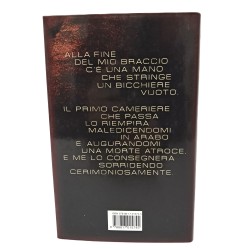 ALLA FINE
DEL MIO BRACCIO
C'È UNA MANO
CHE STRINGE
UN BICCHIERE
VUOTO.
IL PRIMO CAMERIERE
CHE PASSA
LO RIEMPIRÀ
MALEDICENDOMI
IN ARABO
E AUGURANDOMI
UNA MORTE ATROCE.
E ME LO CONSEGNERÀ
SORRIDENDO
CERIMONIOSAMENTE.